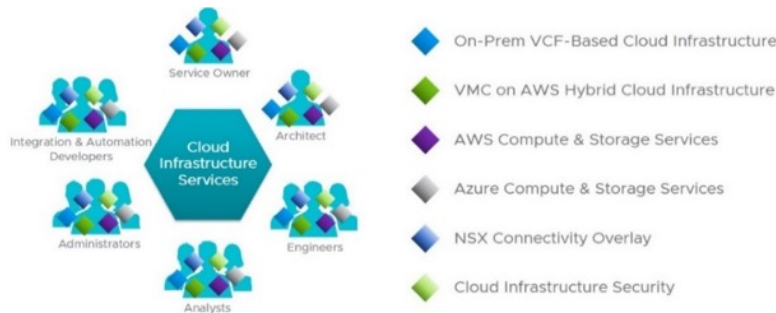 Service Owner
Architect
Integration & Automation
Developers
Cloud
Infrastructure
Services
Administrators
Engineers
Analysts
On-Prem VCF-Based Cloud Infrastructure
VMC on AWS Hybrid Cloud Infrastructure
AWS Compute & Storage Services
Azure Compute & Storage Services
NSX Connectivity Overlay
Cloud Infrastructure Security